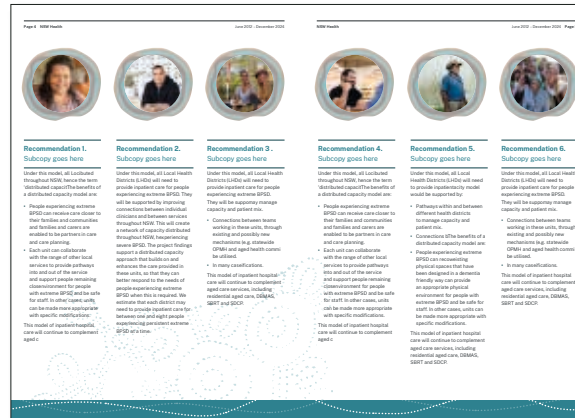 Page 4 NSW Health
June 2012 - December 2024
NSW Health
June 2012 - December 2024 Page
Recommendation 1.
Subcopy goes here
Under this model, all Locibuted
throughout NSW, hence the term
'distributed capacitThe benefits of
a distributed capacity model are:
• People experiencing extreme
BPSD can receive care closer to
their families and communities
and families and carers are
enabled to be partners in care
and care planning.
• Each unit can collaborate
with the range of local services
to provide pathways
into and out of the service
and support people remaining
closenvironment for people
with extreme BPSD and be safe
for staff. In other cases, units
can be made more appropriate
with specific modifications.
This model of inpatient hospital
care will continue to complement
aged c
Recommendation 2.
Subcopy goes here
Under this model, all Local Health
Districts (LHDs) will need to
provide inpatient care for people
experiencing extreme BPSD. They
will be supported by improving
connections between individual
clinicians and between services
throughout NSW. This will create
a network of capacity distributed
throughout NSW, hexperiencing
severe BPSD. The project findings
support a distributed capacity
approach that builds on and
enhances the care provided in
these units, so that they can
better respond to the needs of
people experiencing extreme
BPSD when this is required. We
estimate that each district may
need to provide inpatient care for
between one and eight people
experiencing persistent extreme
BPSD at a time.
Recommendation 3 .
Subcopy goes here
Under this model, all Local Health
Districts (LHDs) will need to
provide inpatient care for people
experiencing extreme BPSD.
They will be supporoy manage
capacity and patient mix.
• Connections between teams
working in these units, through
existing and possibly new
mechanisms (e.g. statewide
OPMH and aged health commi
be utilised.
• In many casifications.
This model of inpatient hospital
care will continue to complement
aged care services, including
residential aged care, DBMAS,
SBRT and SDCP.
Recommendation 4.
Subcopy goes here
Under this model, all Locibuted
throughout NSW, hence the term
'distributed capacitThe benefits of
a distributed capacity model are:
• People experiencing extreme
BPSD can receive care closer to
their families and communities
and families and carers are
enabled to be partners in care
and care planning.
• Each unit can collaborate
with the range of other local
services to provide pathways
into and out of the service
and support people remaining
closenvironment for people
with extreme BPSD and be safe
for staff. In other cases, units
can be made more appropriate
with specific modifications.
This model of inpatient hospital
care will continue to complement
aged c
Recommendation 5.
Subcopy goes here
Under this model, all Local
Health Districts (LHDs) will need
to provide inpatientacity model
would be supported by:
• Pathways within and between
different health districts
to manage capacity and
patient mix.
• Connections bThe benefits of
a distributed capacity model are:
• People experiencing extreme
BSD can reconsisting
physical spaces that have
been designed in a dementia
friendly way can provide
an appropriate physical
environment for people with
extreme BPSD and be safe for
for staff. In other cases, units can
be made more appropriate with
specific modifications.
This model of inpatient hospital
care will continue to complement
aged care services, including
residential aged care, DBMAS,
SBRT and SDCP.
Recommendation 6.
Subcopy goes here
Under this model, all Local Health
Districts (LHDs) will need to
provide inpatient care for people
experiencing extreme BPSD.
They will be supporoy manage
capacity and patient mix.
• Connections between teams
working in these units, through
existing and possibly new
mechanisms (e.g. statewide
OPMH and aged health commi
be utilised.
• In many casifications.
This model of inpatient hospital
care will continue to complement
aged care services, including
residential aged care, DBMAS,
SBRT and SDCP.